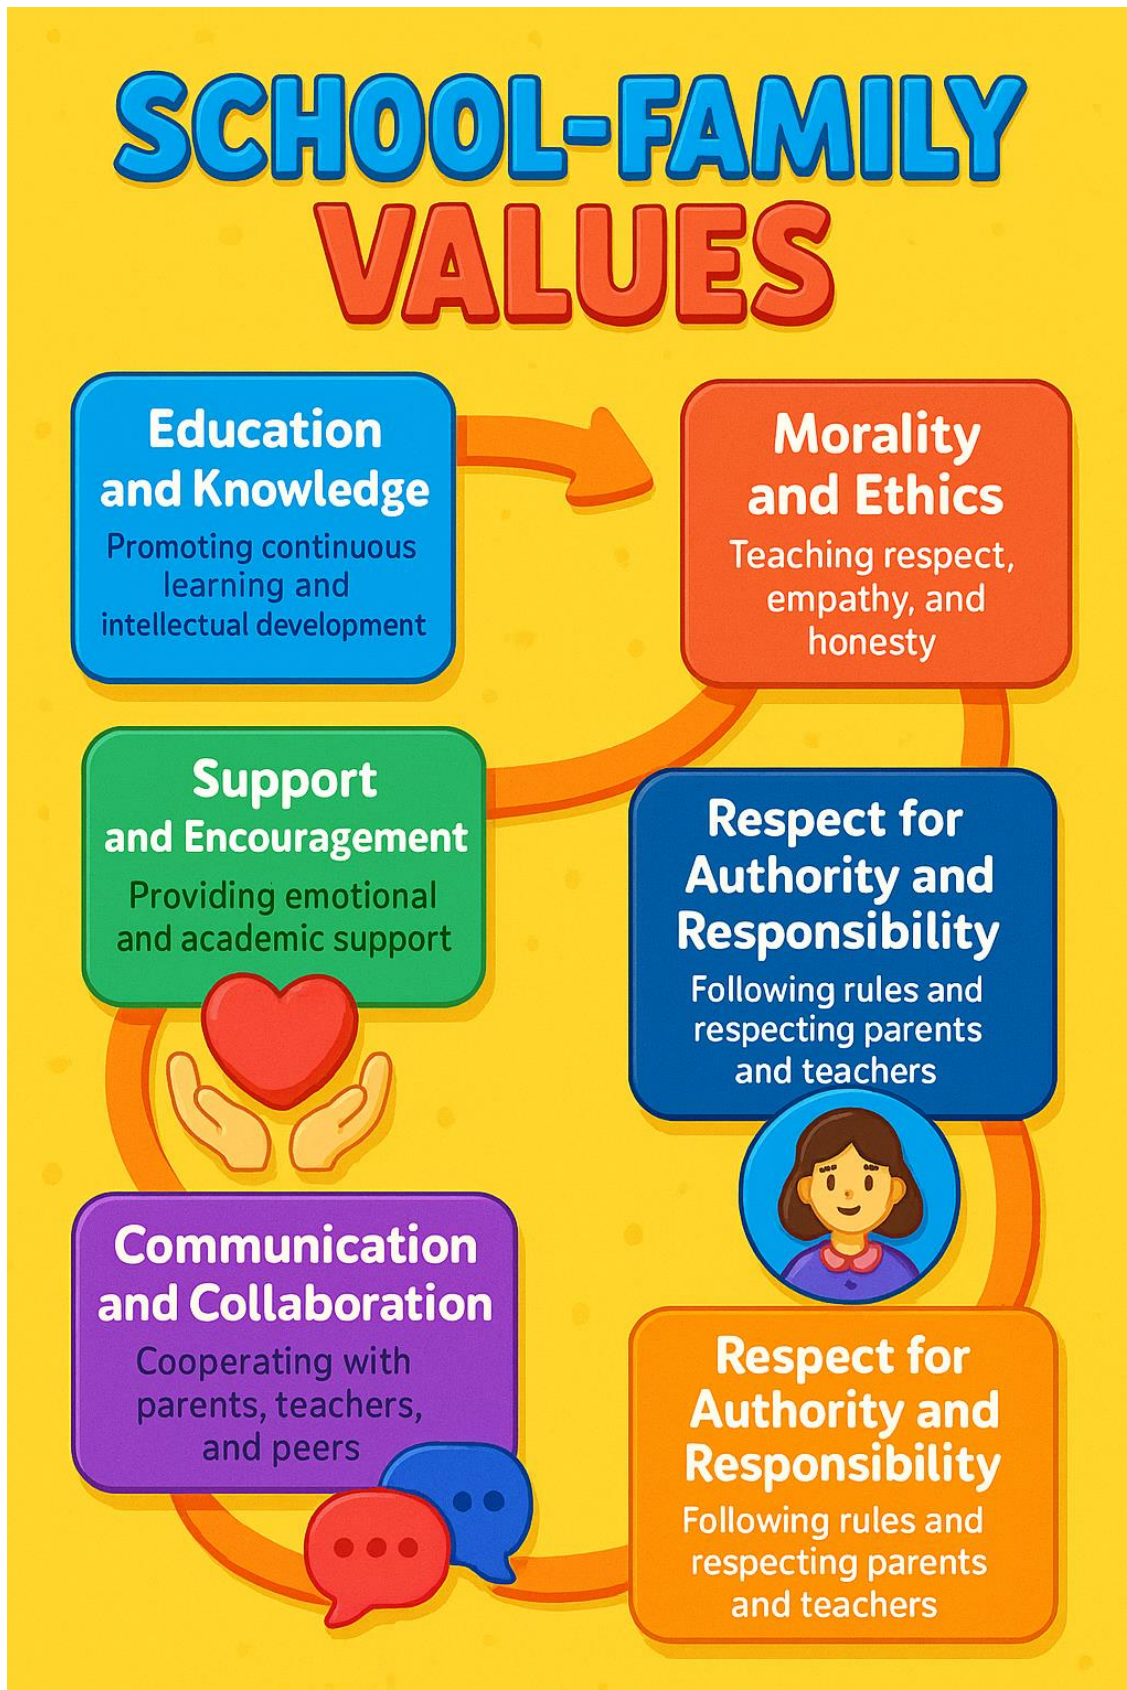 SCHOOL-FAMILY
VALUES
Education
and Knowledge
Promoting continuous
learning and
intellectual development
Morality
and Ethics
Teaching respect,
empathy, and
honesty
Support
and Encouragement
Providing emotional
and academic support
Respect for
Authority and
Responsibility
Following rules and
respecting parents
and teachers
Communication
and Collaboration
Cooperating with
parents, teachers,
and peers
Respect for
Authority and
Responsibility
Following rules and
respecting parents
and teachers